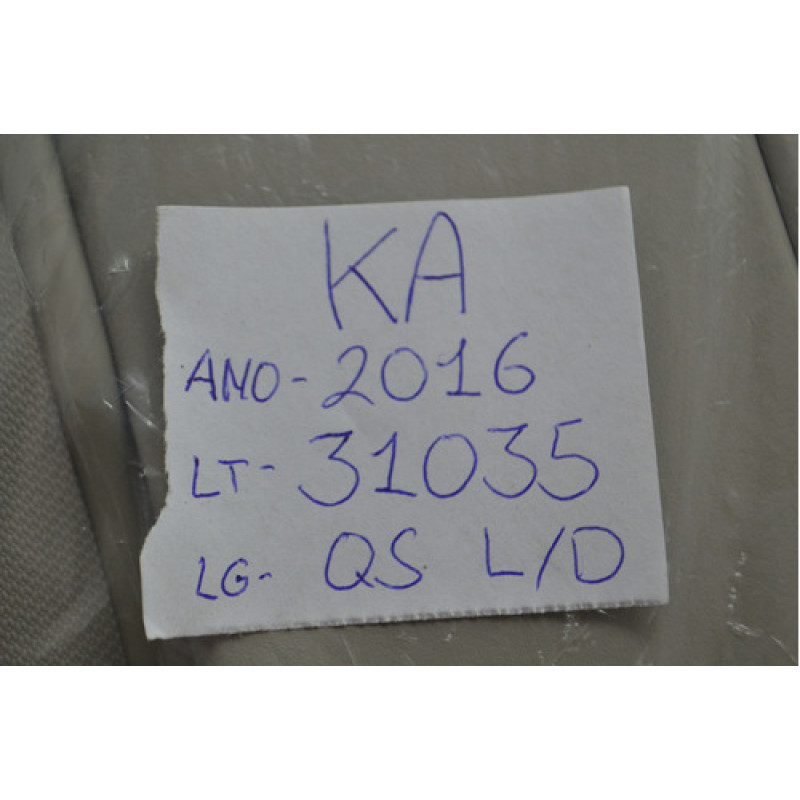 KA
ANO-2016
LT-31035
LG- QS L/D